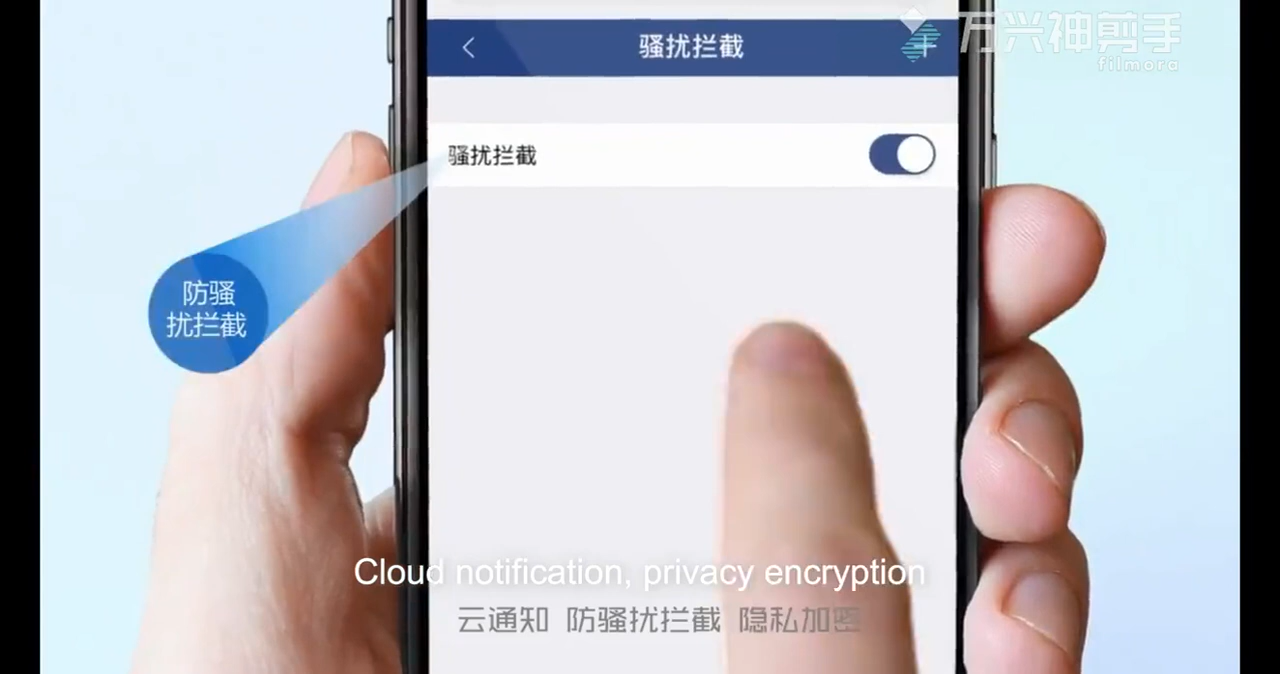 骚扰拦截
万兴神剪手
filmora
骚扰拦截
防骚
扰拦截
Cloud notification, privacy encryption
云通知 防骚扰拦截 隐私加密